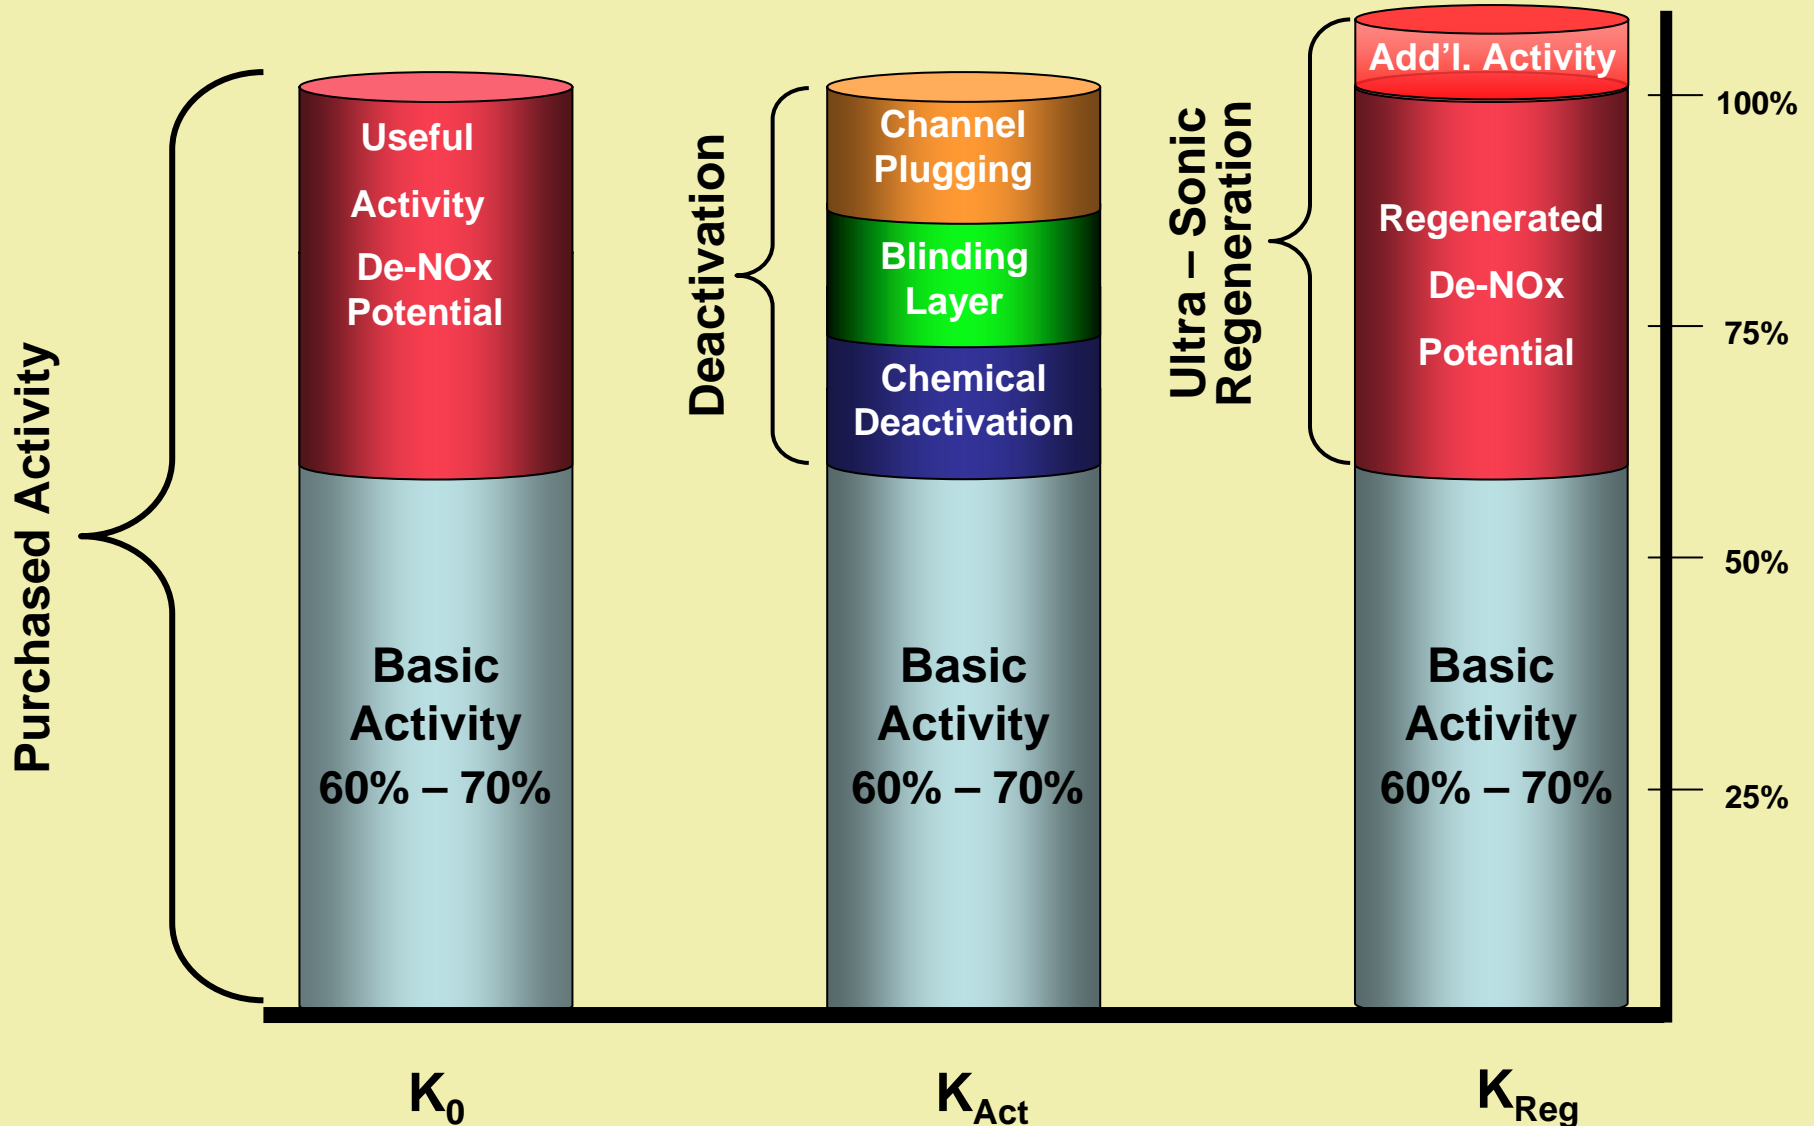 Purchased Activity
Useful
Activity
De-NOx
Potential
Basic
Activity
60% – 70%
K0
Deactivation
Channel
Plugging
Blinding
Layer
Chemical
Deactivation
Basic
Activity
60% – 70%
KAct
Ultra – Sonic
Regeneration
Add'l. Activity
Regenerated
De-NOx
Potential
Basic
Activity
60% – 70%
KReg
100%
75%
50%
25%